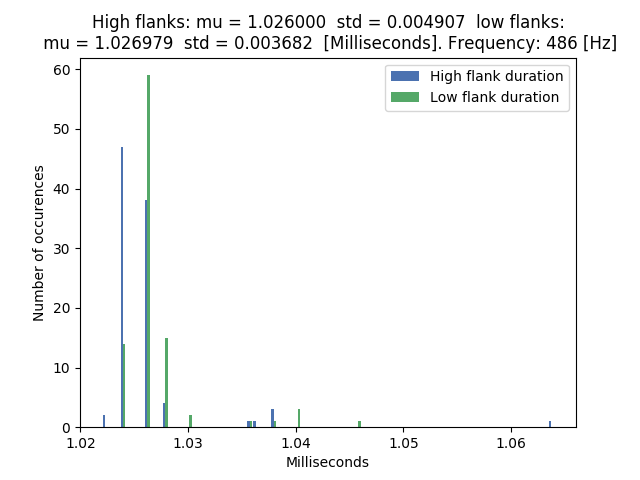 High flanks: mu = 1.026000  std = 0.004907  low flanks:
mu = 1.026979  std = 0.003682  [Milliseconds]. Frequency: 486 [Hz]
High flank duration
Low flank duration
Number of occurences
60
50
40
30
20
10
0
1.02 1.03 1.04 1.05 1.06
Milliseconds